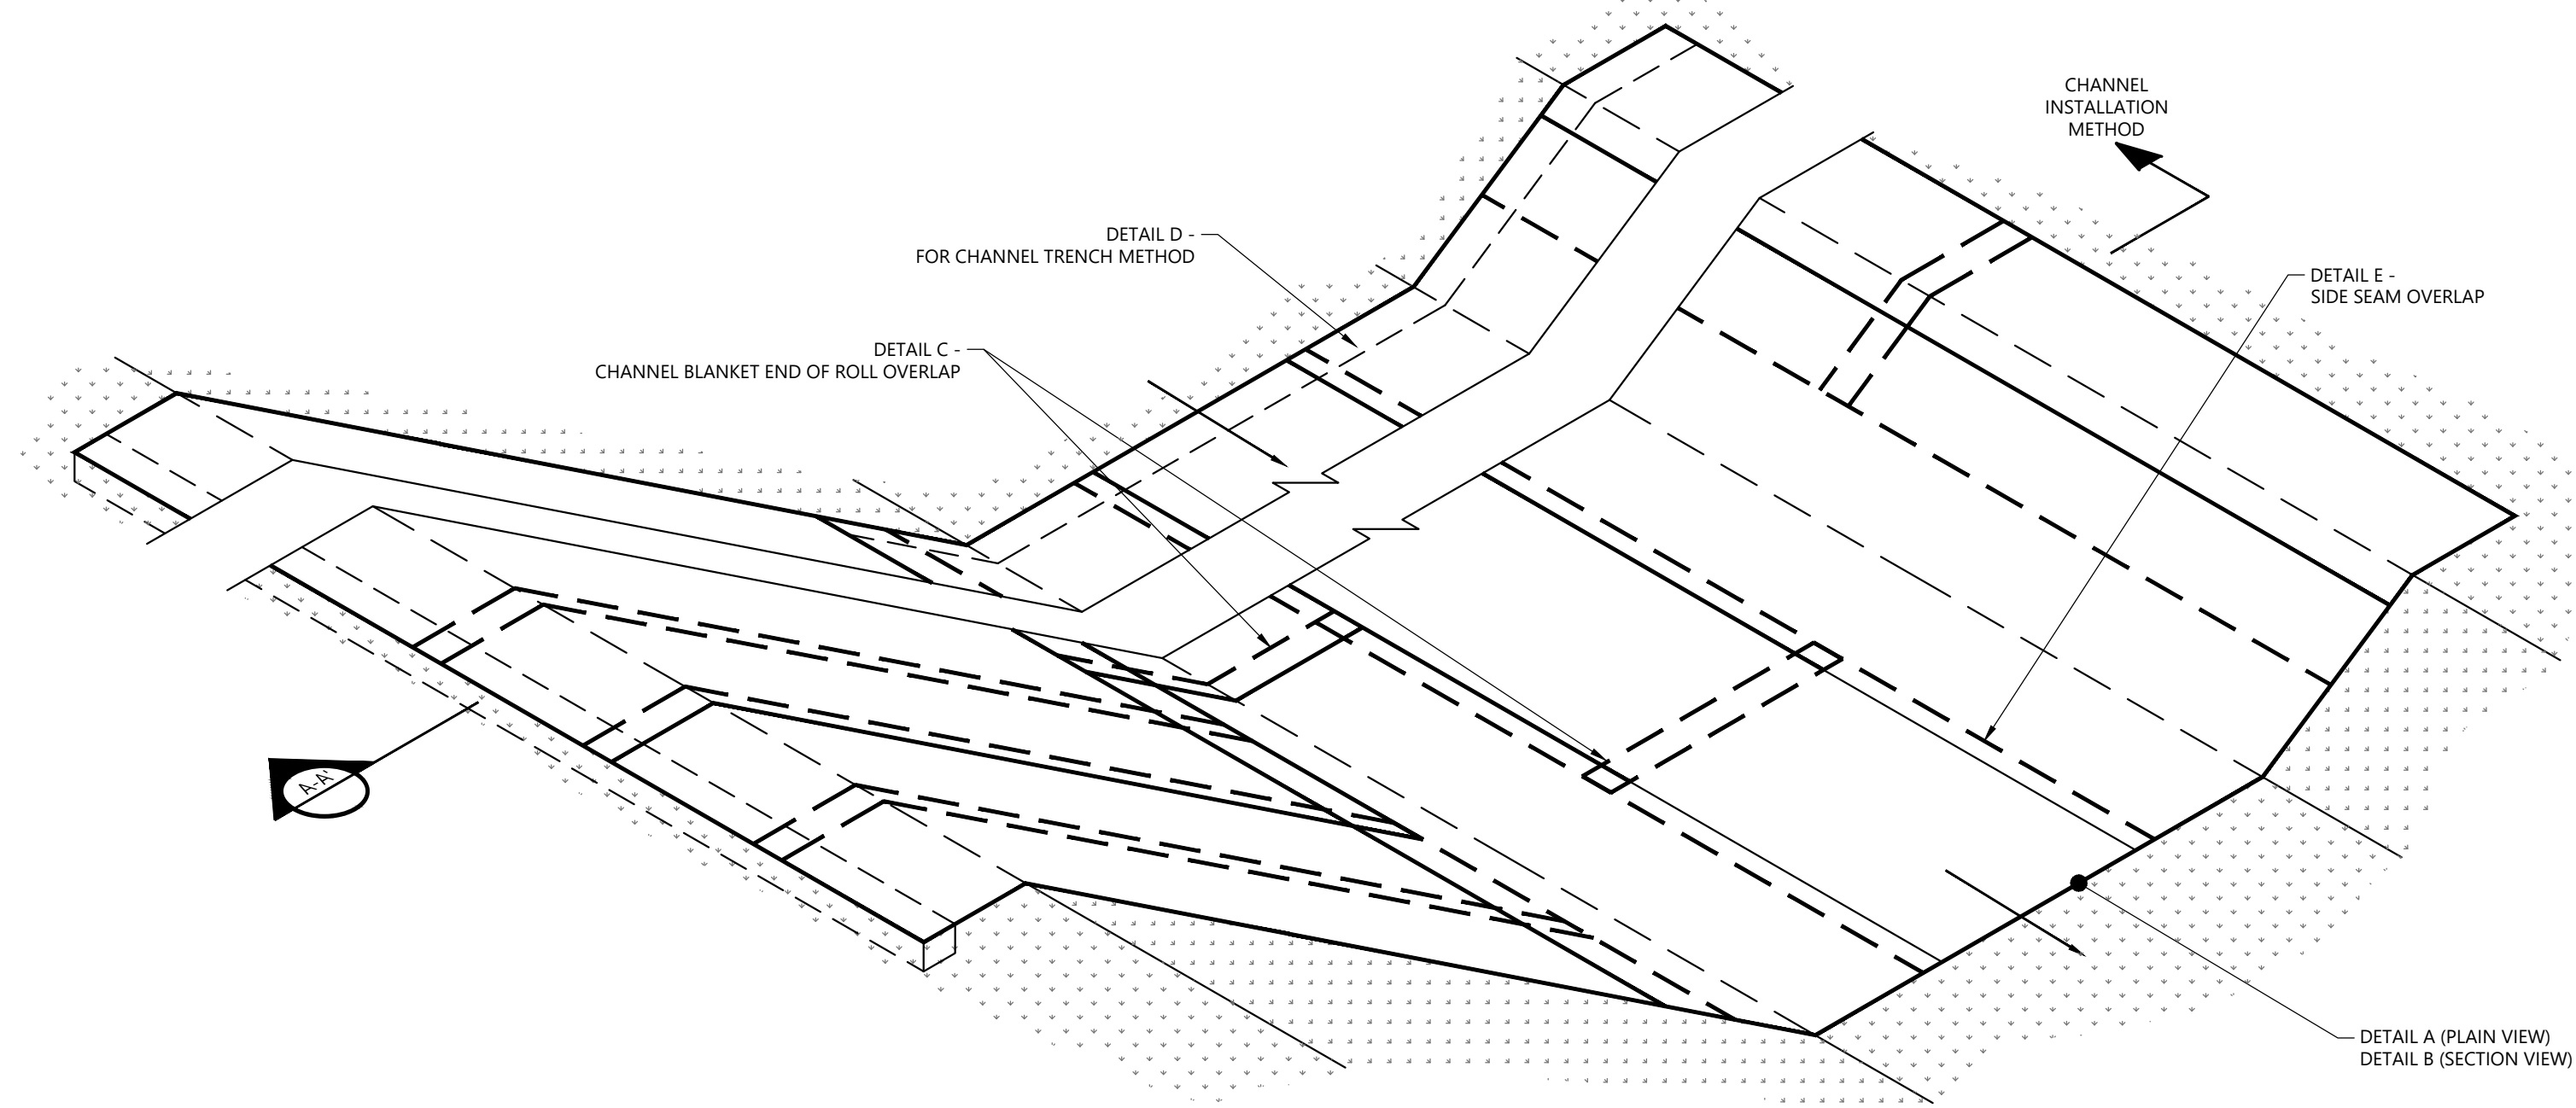 CHANNEL
INSTALLATION
METHOD
DETAIL D -
FOR CHANNEL TRENCH METHOD
DETAIL E -
SIDE SEAM OVERLAP
DETAIL C -
CHANNEL BLANKET END OF ROLL OVERLAP
A-A'
DETAIL A (PLAIN VIEW)
DETAIL B (SECTION VIEW)